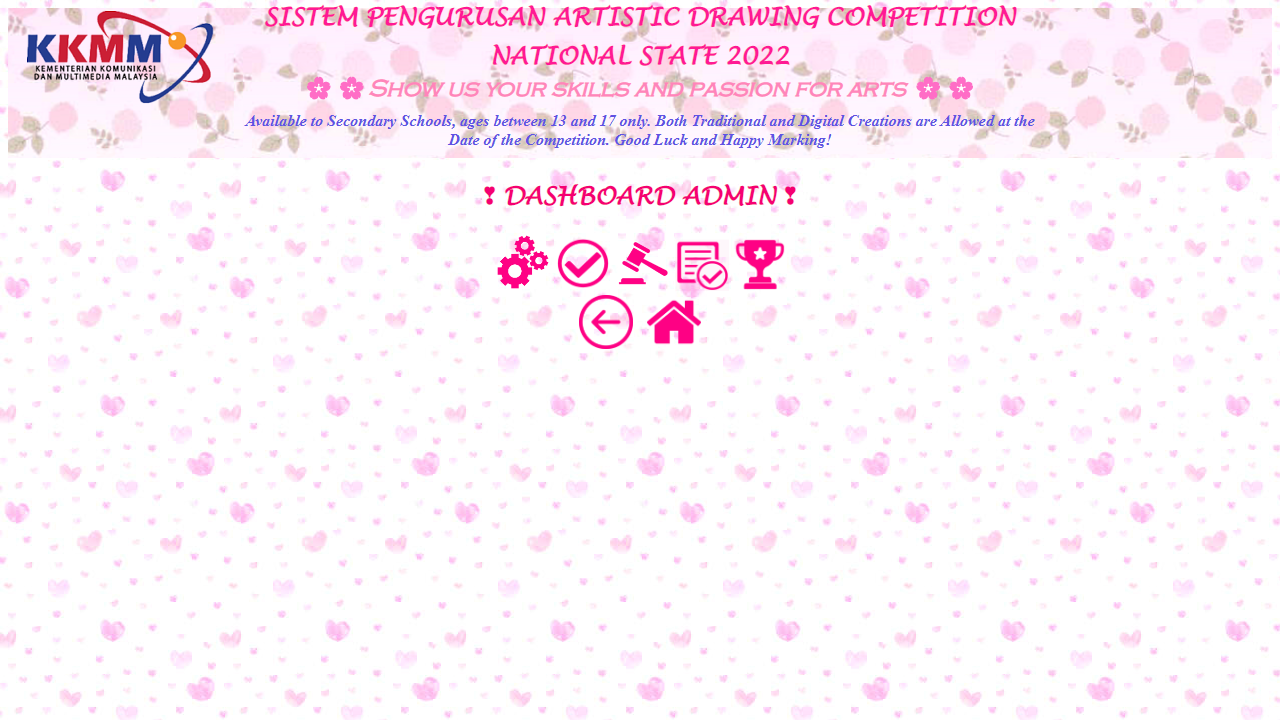 SISTEM PENGURUSAN ARTISTIC DRAWING COMPETITION
NATIONAL STATE 2022
KKMM
KEMENTERIAN KOMUNIKASI
DAN MULTIMEDIA MALAYSIA
Show us your skills and passion for arts
Available to Secondary Schools, ages between 13 and 17 only. Both Traditional and Digital Creations are Allowed at the
Date of the Competition. Good Luck and Happy Marking!
❣ DASHBOARD ADMIN ❣